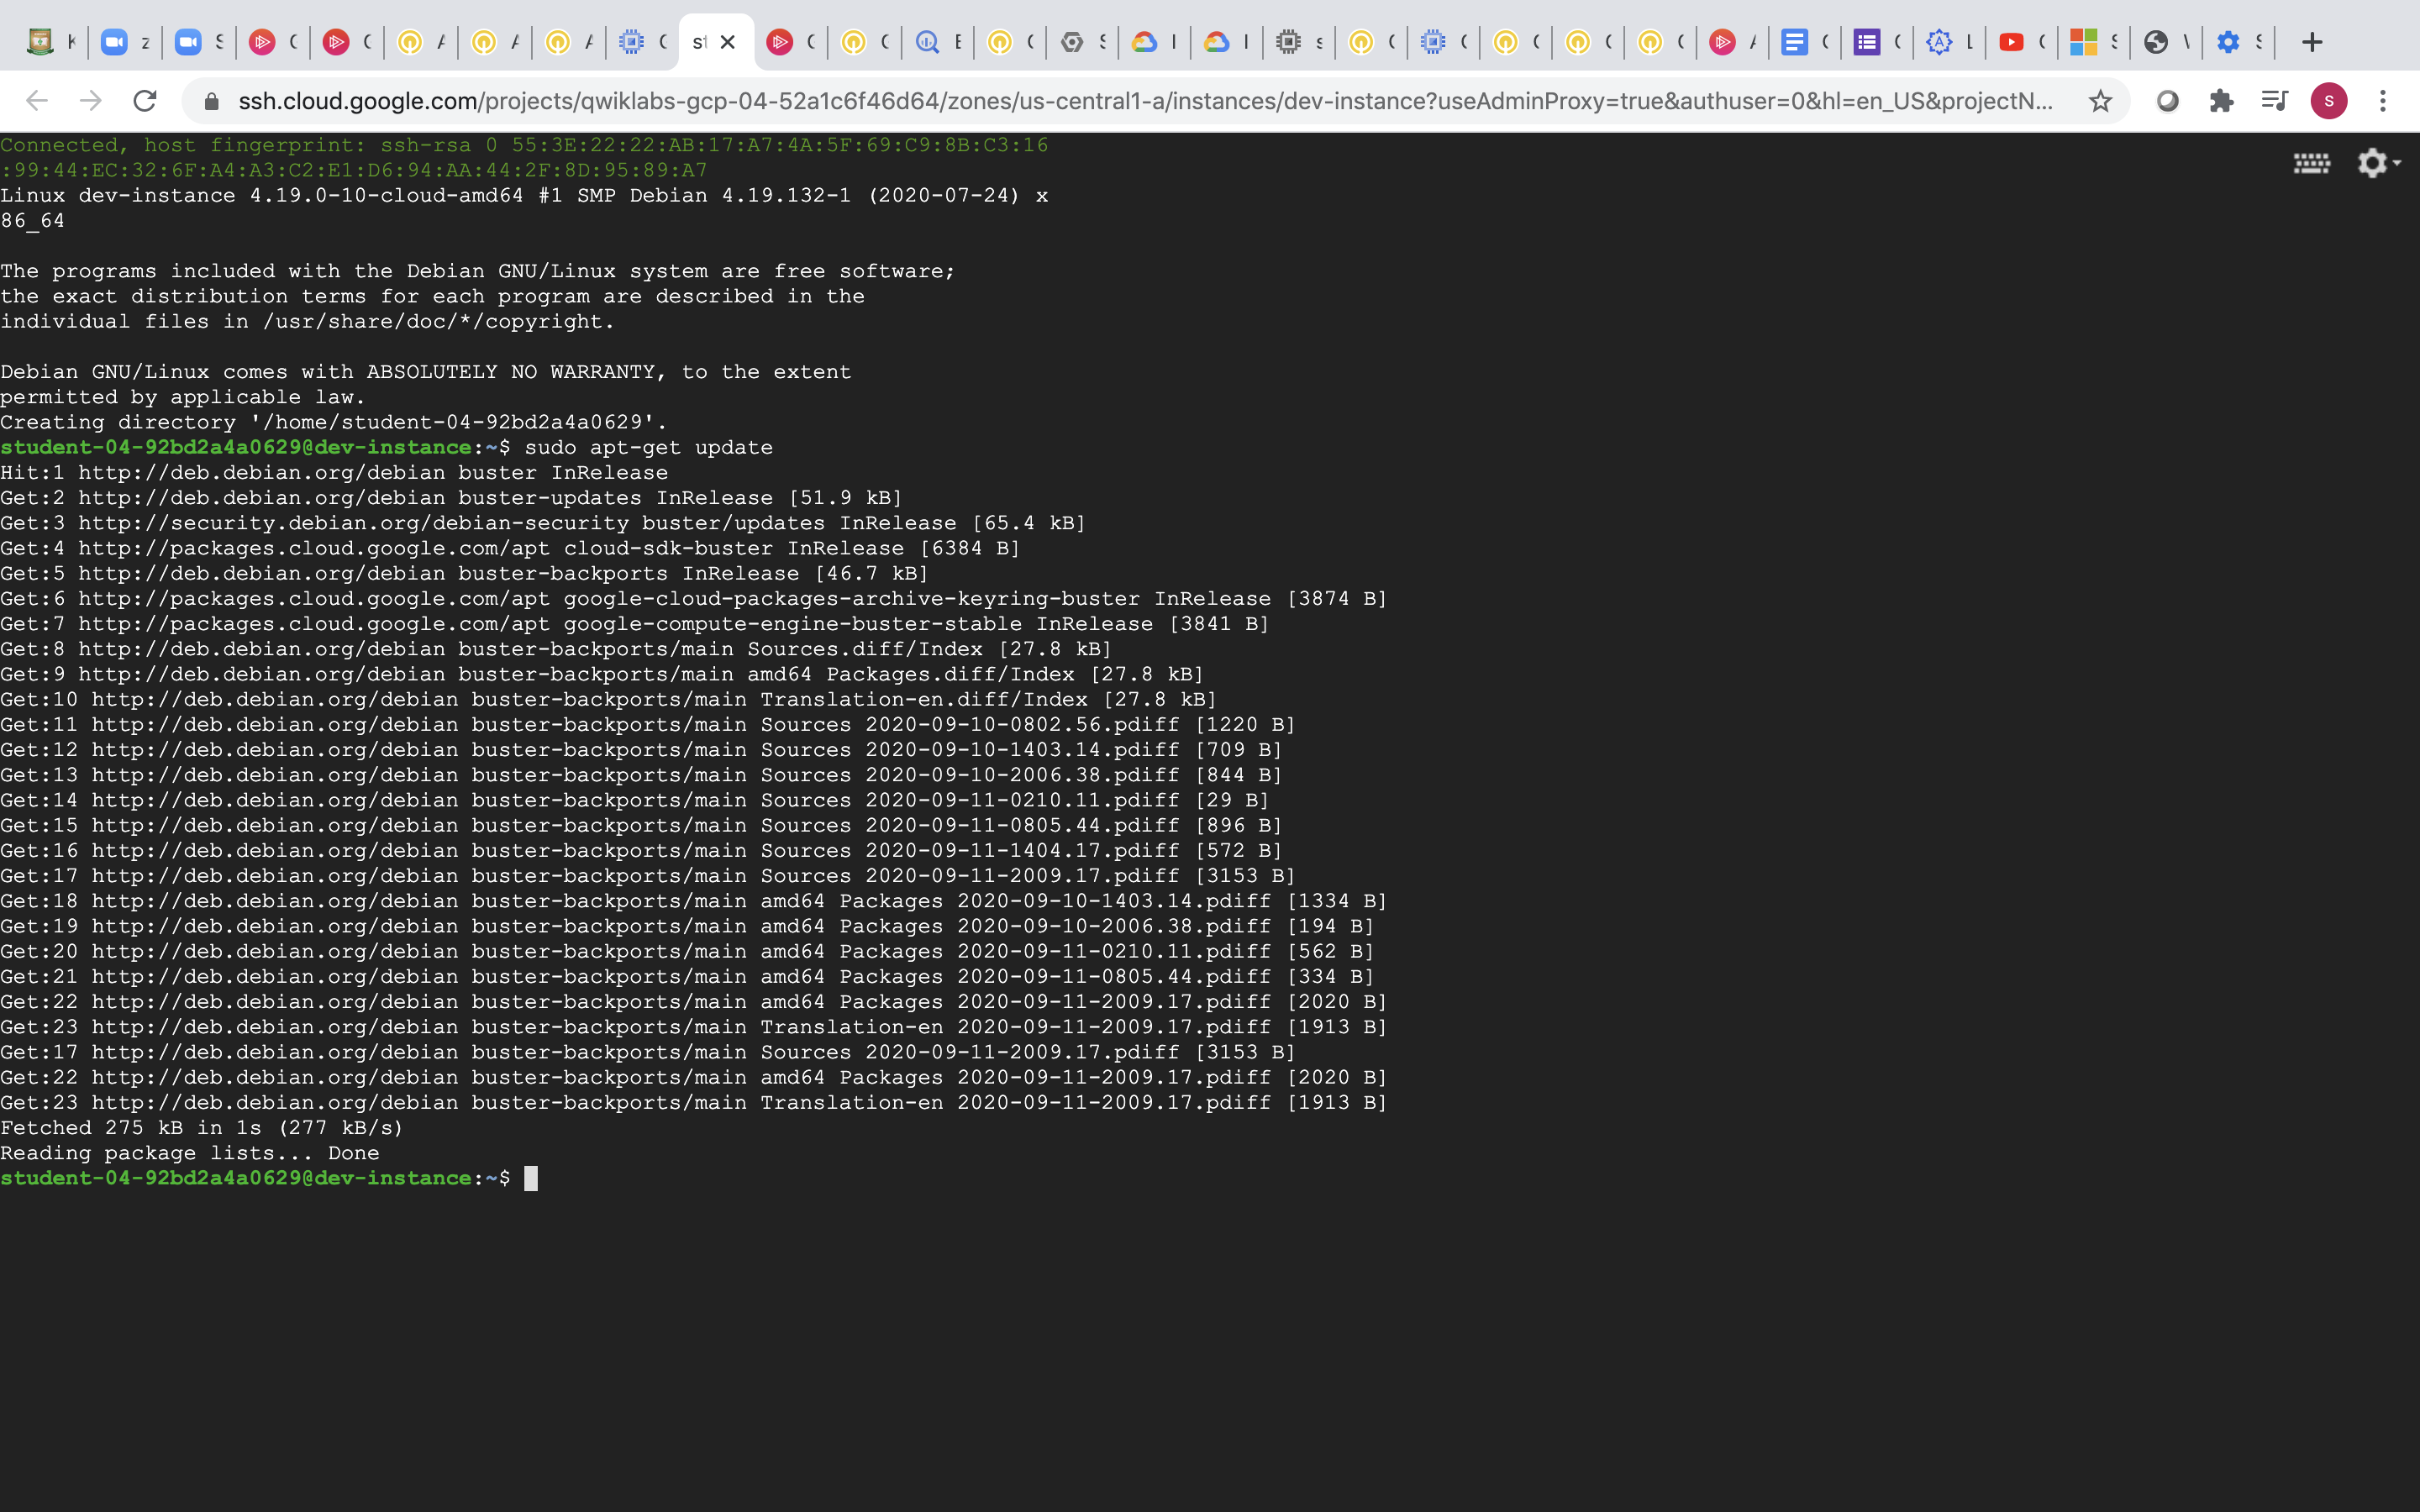 K z S C C A A A C st C C E C S I I s C C C C C A C C L C S V S
ssh.cloud.google.com/projects/qwiklabs-gcp-04-52a1c6f46d64/zones/us-central1-a/instances/dev-instance?useAdminProxy=true&authuser=0&hl=en_US&projectN... S
Connected, host fingerprint: ssh-rsa 0 55:3E:22:22:AB:17:A7:4A:5F:69:C9:8B:C3:16
:99:44:EC:32:6F:A4:A3:C2:E1:D6:94:AA:44:2F:8D:95:89:A7
Linux dev-instance 4.19.0-10-cloud-amd64 #1 SMP Debian 4.19.132-1 (2020-07-24) x
86_64
The programs included with the Debian GNU/Linux system are free software;
the exact distribution terms for each program are described in the
individual files in /usr/share/doc/*/copyright.
Debian GNU/Linux comes with ABSOLUTELY NO WARRANTY, to the extent
permitted by applicable law.
Creating directory '/home/student-04-92bd2a4a0629'.
student-04-92bd2a4a0629@dev-instance:~$ sudo apt-get update
Hit:1 http://deb.debian.org/debian buster InRelease
Get:2 http://deb.debian.org/debian buster-updates InRelease [51.9 kB]
Get:3 http://security.debian.org/debian-security buster/updates InRelease [65.4 kB]
Get:4 http://packages.cloud.google.com/apt cloud-sdk-buster InRelease [6384 B]
Get:5 http://deb.debian.org/debian buster-backports InRelease [46.7 kB]
Get:6 http://packages.cloud.google.com/apt google-cloud-packages-archive-keyring-buster InRelease [3874 B]
Get:7 http://packages.cloud.google.com/apt google-compute-engine-buster-stable InRelease [3841 B]
Get:8 http://deb.debian.org/debian buster-backports/main Sources.diff/Index [27.8 kB]
Get:9 http://deb.debian.org/debian buster-backports/main amd64 Packages.diff/Index [27.8 kB]
Get:10 http://deb.debian.org/debian buster-backports/main Translation-en.diff/Index [27.8 kB]
Get:11 http://deb.debian.org/debian buster-backports/main Sources 2020-09-10-0802.56.pdiff [1220 B]
Get:12 http://deb.debian.org/debian buster-backports/main Sources 2020-09-10-1403.14.pdiff [709 B]
Get:13 http://deb.debian.org/debian buster-backports/main Sources 2020-09-10-2006.38.pdiff [844 B]
Get:14 http://deb.debian.org/debian buster-backports/main Sources 2020-09-11-0210.11.pdiff [29 B]
Get:15 http://deb.debian.org/debian buster-backports/main Sources 2020-09-11-0805.44.pdiff [896 B]
Get:16 http://deb.debian.org/debian buster-backports/main Sources 2020-09-11-1404.17.pdiff [572 B]
Get:17 http://deb.debian.org/debian buster-backports/main Sources 2020-09-11-2009.17.pdiff [3153 B]
Get:18 http://deb.debian.org/debian buster-backports/main amd64 Packages 2020-09-10-1403.14.pdiff [1334 B]
Get:19 http://deb.debian.org/debian buster-backports/main amd64 Packages 2020-09-10-2006.38.pdiff [194 B]
Get:20 http://deb.debian.org/debian buster-backports/main amd64 Packages 2020-09-11-0210.11.pdiff [562 B]
Get:21 http://deb.debian.org/debian buster-backports/main amd64 Packages 2020-09-11-0805.44.pdiff [334 B]
Get:22 http://deb.debian.org/debian buster-backports/main amd64 Packages 2020-09-11-2009.17.pdiff [2020 B]
Get:23 http://deb.debian.org/debian buster-backports/main Translation-en 2020-09-11-2009.17.pdiff [1913 B]
Get:17 http://deb.debian.org/debian buster-backports/main Sources 2020-09-11-2009.17.pdiff [3153 B]
Get:22 http://deb.debian.org/debian buster-backports/main amd64 Packages 2020-09-11-2009.17.pdiff [2020 B]
Get:23 http://deb.debian.org/debian buster-backports/main Translation-en 2020-09-11-2009.17.pdiff [1913 B]
Fetched 275 kB in 1s (277 kB/s)
Reading package lists... Done
student-04-92bd2a4a0629@dev-instance:~$